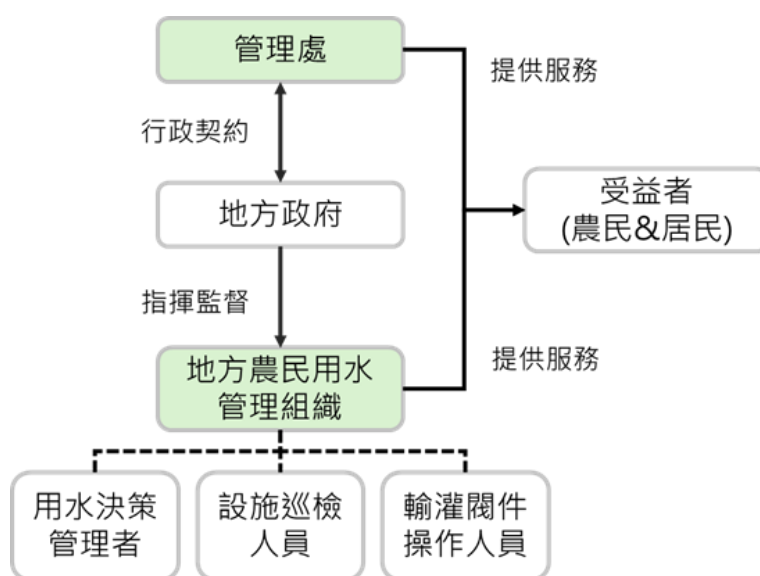 管理處
提供服務
行政契約
地方政府
受益者
(農民&居民)
指揮監督
地方農民用水
管理組織
提供服務
用水決策
管理者
設施巡檢
人員
輸灌閥件
操作人員